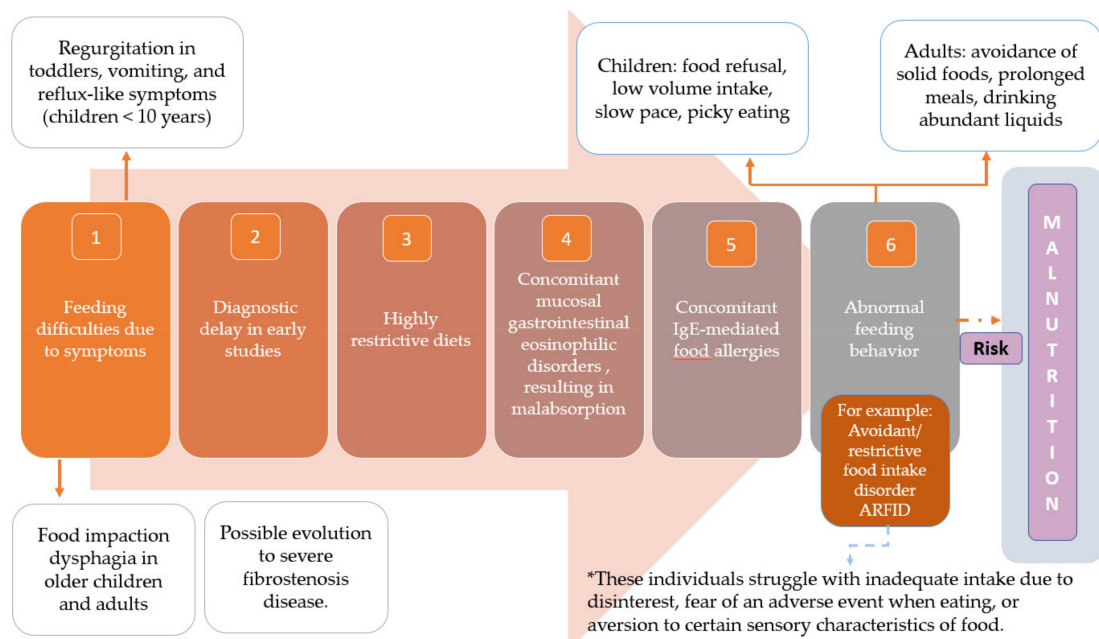 Regurgitation in
toddlers, vomiting, and
reflux-like symptoms
(children < 10 years)
Children: food refusal,
low volume intake,
slow pace, picky eating
Adults: avoidance of
solid foods, prolonged
meals, drinking
abundant liquids
1
Feeding
difficulties due
to symptoms
2
Diagnostic
delay in early
studies
3
Highly
restrictive diets
4
Concomitant
mucosal
gastrointestinal
eosinophilic
disorders ,
resulting in
malabsorption
5
Concomitant
IgE-mediated
food allergies
6
Abnormal
feeding
behavior
For example:
Avoidant/
restrictive
food intake
disorder
ARFID
Risk
MALNUTRITION
Food impaction
dysphagia in
older children
and adults
Possible evolution to
severe
fibrostenosis
disease.
*These individuals struggle with inadequate intake due to
disinterest, fear of an adverse event when eating, or
aversion to certain sensory characteristics of food.